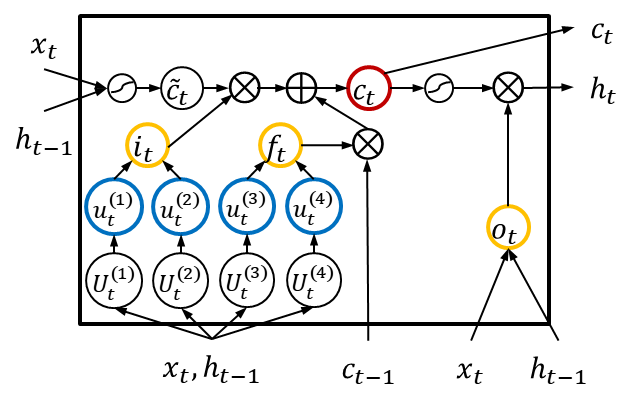 x_t
c_t
c̃_t
c_t
h_t
h_{t-1}
i_t
f_t
u_t^{(1)} u_t^{(2)} u_t^{(3)} u_t^{(4)}
o_t
U_t^{(1)} U_t^{(2)} U_t^{(3)} U_t^{(4)}
x_t, h_{t-1}
c_{t-1}
x_t
h_{t-1}